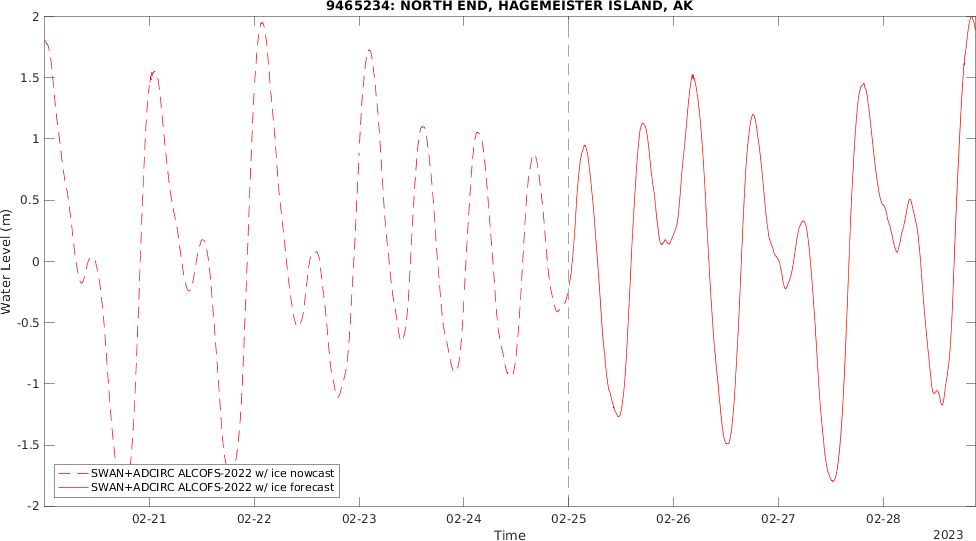 9465234: NORTH END, HAGEMEISTER ISLAND, AK
2
1.5
1
0.5
0
-0.5
-1
-1.5
-2
Water Level (m)
SWAN+ADCIRC ALCOFS-2022 w/ ice nowcast
SWAN+ADCIRC ALCOFS-2022 w/ ice forecast
02-21 02-22 02-23 02-24 02-25 02-26 02-27 02-28
Time
2023